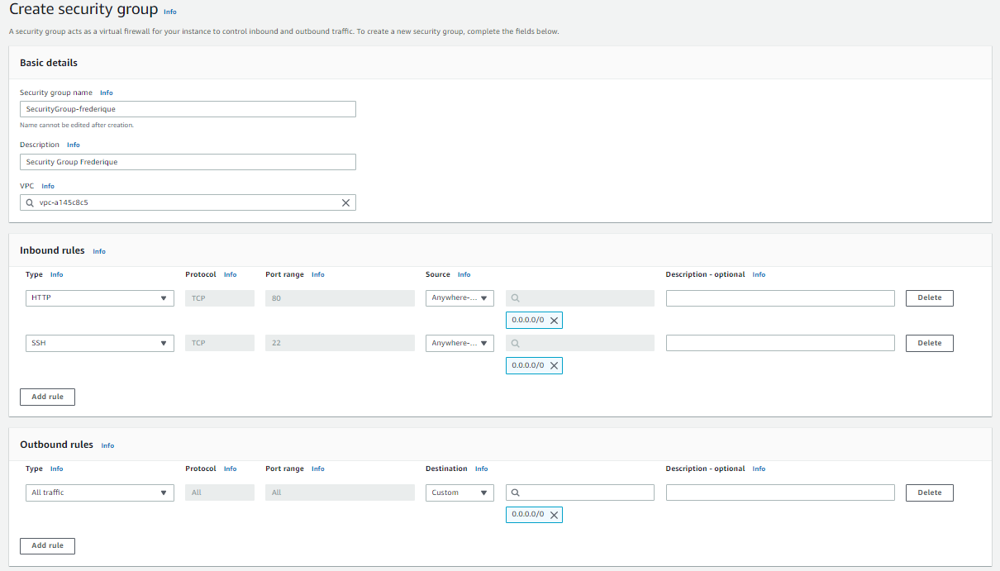 Create security group Info
A security group acts as a virtual firewall for your instance to control inbound and outbound traffic. To create a new security group, complete the fields below.
Basic details
Security group name Info
SecurityGroup-frederique
Name cannot be edited after creation.
Description Info
Security Group Frederique
VPC Info
vpc-a145c8c5
Inbound rules Info
Type Info Protocol Info Port range Info Source Info Description - optional Info
HTTP TCP 80 Anywhere-... Delete
0.0.0.0/0
SSH TCP 22 Anywhere-... Delete
0.0.0.0/0
Add rule
Outbound rules Info
Type Info Protocol Info Port range Info Destination Info Description - optional Info
All traffic All All Custom Delete
0.0.0.0/0
Add rule